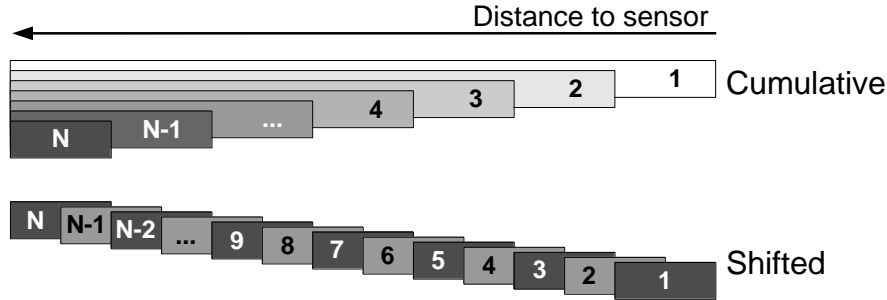 Distance to sensor
1 Cumulative
2
3
4
...
N-1
N
N N-1 N-2 ... 9 8 7 6 5 4 3 2 1 Shifted